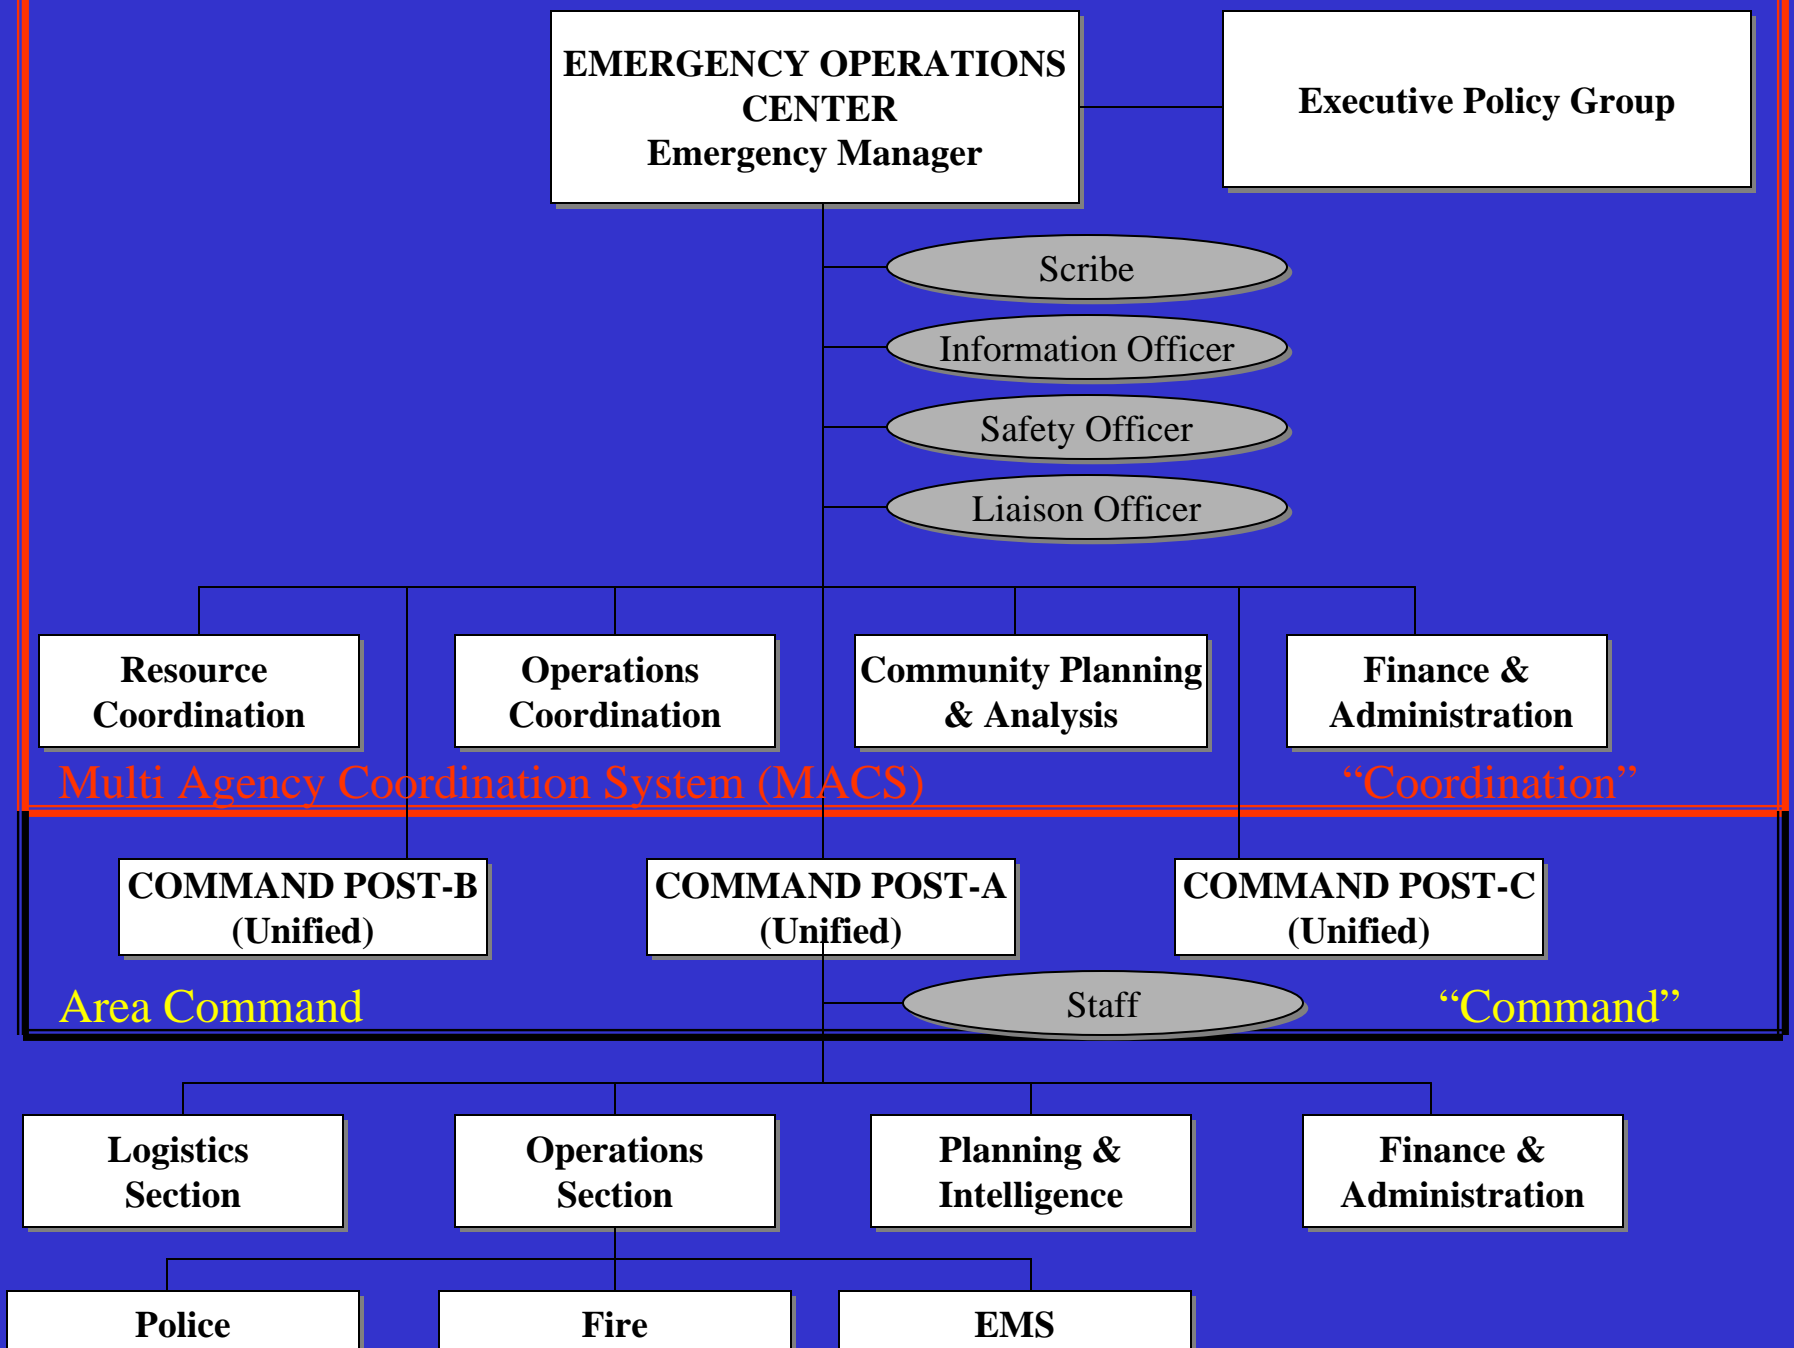 EMERGENCY OPERATIONS
CENTER
Emergency Manager
Executive Policy Group
Scribe
Information Officer
Safety Officer
Liaison Officer
Resource
Coordination
Operations
Coordination
Community Planning
& Analysis
Finance &
Administration
Multi Agency Coordination System (MACS)
“Coordination”
COMMAND POST-B
(Unified)
COMMAND POST-A
(Unified)
COMMAND POST-C
(Unified)
Area Command
Staff
“Command”
Logistics
Section
Operations
Section
Planning &
Intelligence
Finance &
Administration
Police
Fire
EMS